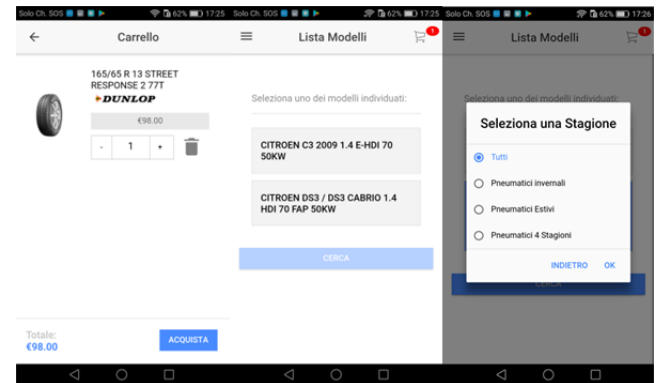 Solo Ch. SOS 62% 17:25
Carrello
165/65 R 13 STREET
RESPONSE 2 77T
DUNLOP
€98.00
- 1 +
Totale:
€98.00
ACQUISTA
Solo Ch. SOS 62% 17:25
Lista Modelli
Seleziona uno dei modelli individuati:
CITROEN C3 2009 1.4 E-HDI 70
50KW
CITROEN DS3 / DS3 CABRIO 1.4
HDI 70 FAP 50KW
CERCA
Solo Ch. SOS 62% 17:26
Lista Modelli
Seleziona uno dei modelli individuati:
Seleziona una Stagione
Tutti
Pneumatici invernali
Pneumatici Estivi
Pneumatici 4 Stagioni
INDIETRO OK
CERCA